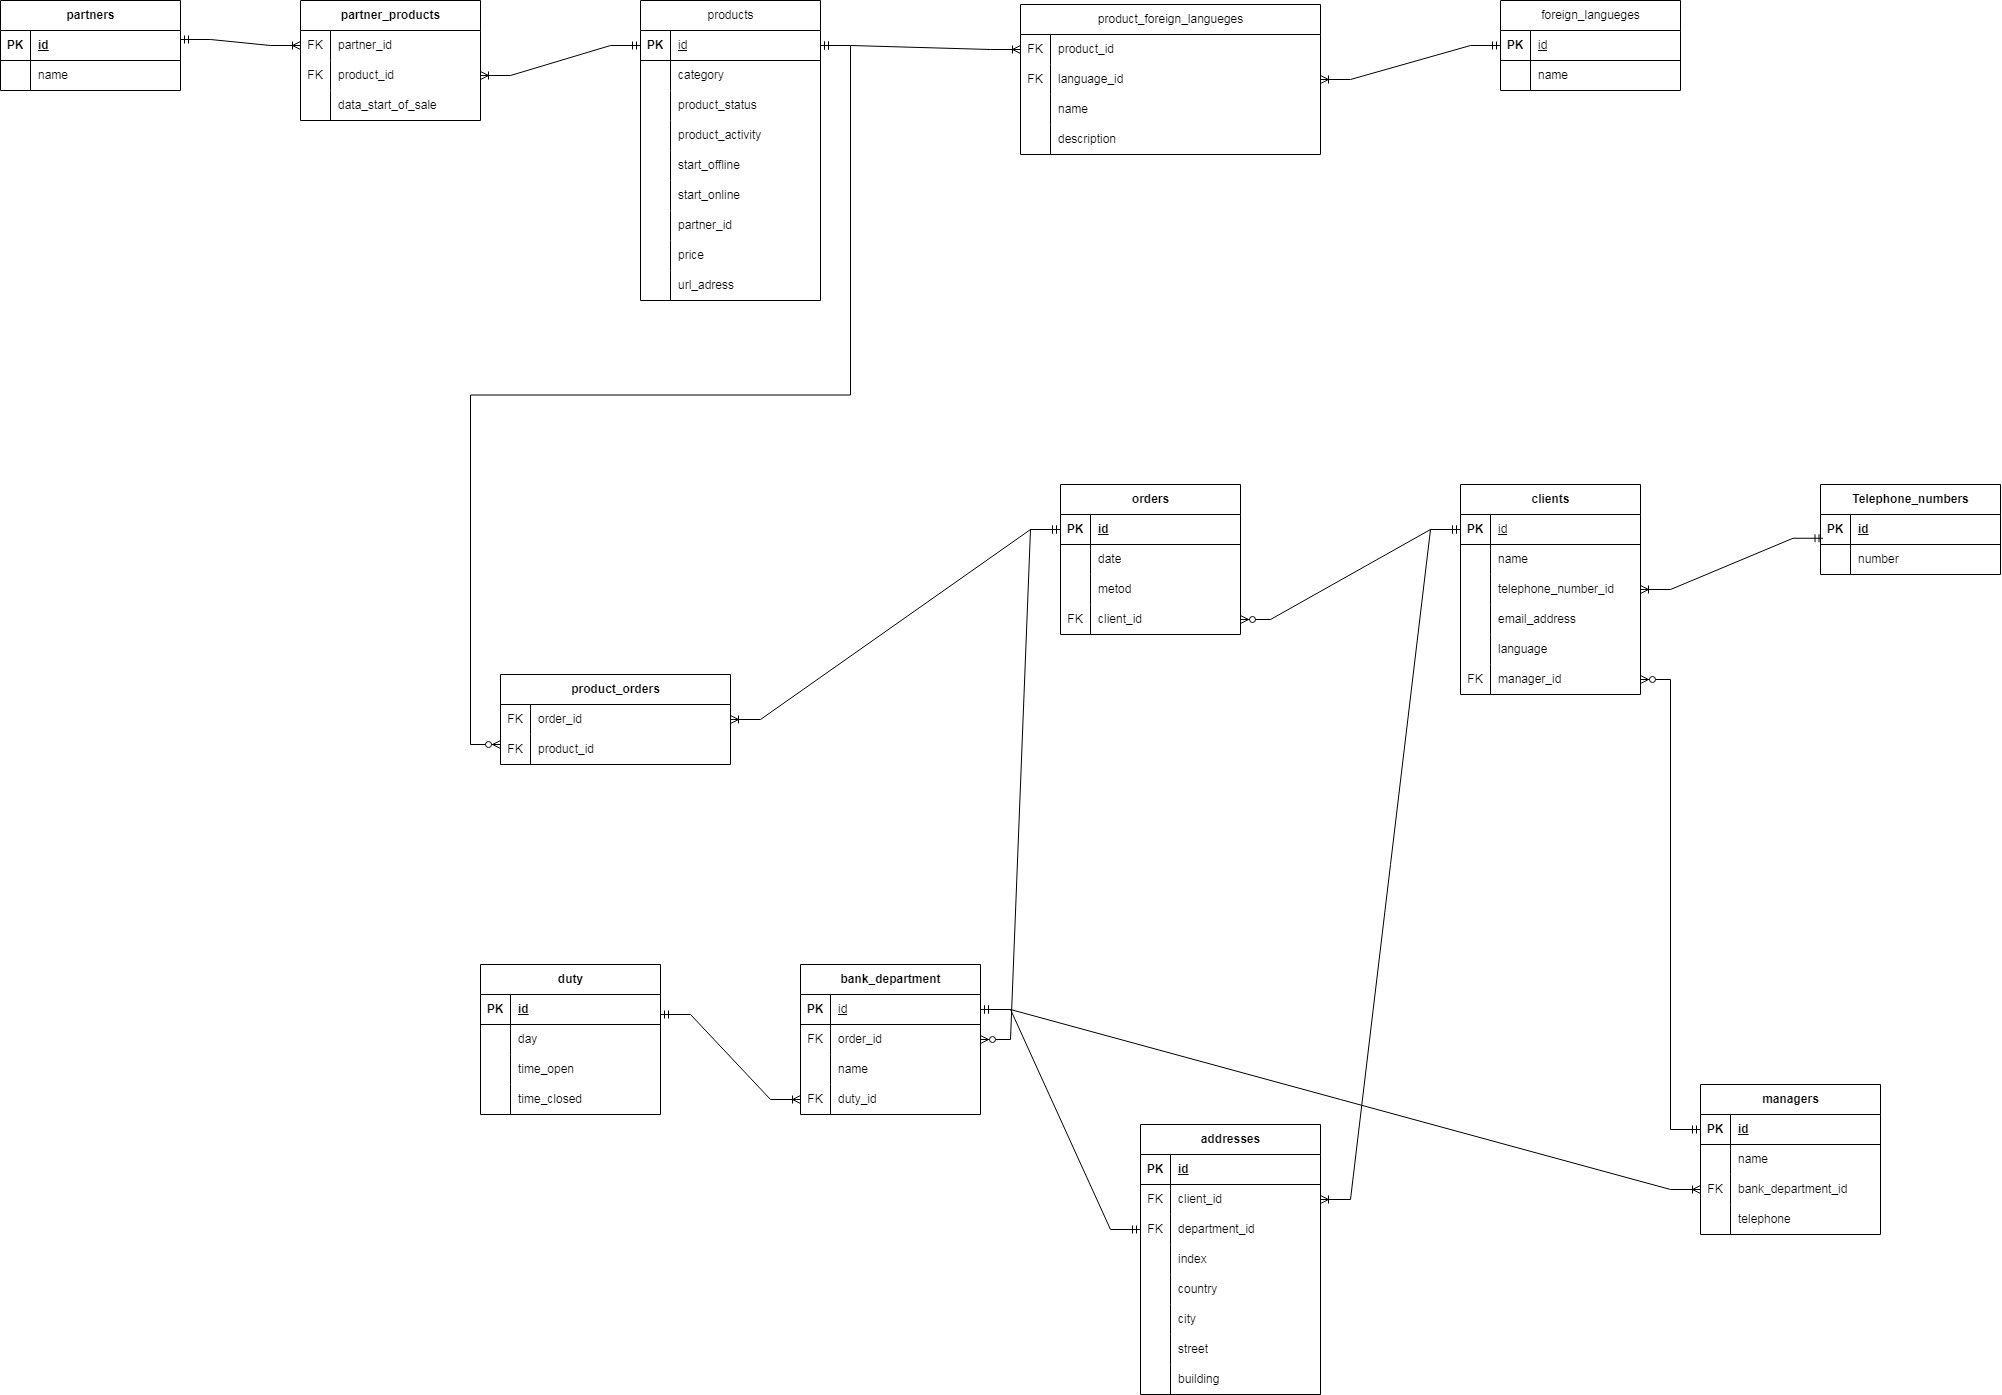 partners
PK id
name
partner_products
FK partner_id
FK product_id
data_start_of_sale
products
PK id
category
product_status
product_activity
start_offline
start_online
partner_id
price
url_adress
product_foreign_langueges
FK product_id
FK language_id
name
description
foreign_langueges
PK id
name
orders
PK id
date
metod
FK client_id
clients
PK id
name
telephone_number_id
email_address
language
FK manager_id
Telephone_numbers
PK id
number
product_orders
FK order_id
FK product_id
duty
PK id
day
time_open
time_closed
bank_department
PK id
FK order_id
name
FK duty_id
addresses
PK id
FK client_id
FK department_id
index
country
city
street
building
managers
PK id
name
FK bank_department_id
telephone